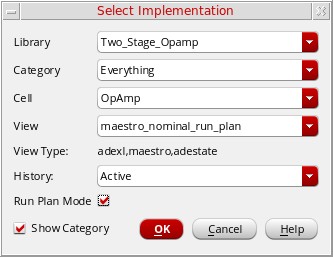 Select Implementation
Library Two_Stage_Opamp
Category Everything
Cell OpAmp
View maestro_nominal_run_plan
View Type: adexl,maestro,adestate
History: Active
Run Plan Mode
Show Category OK Cancel Help